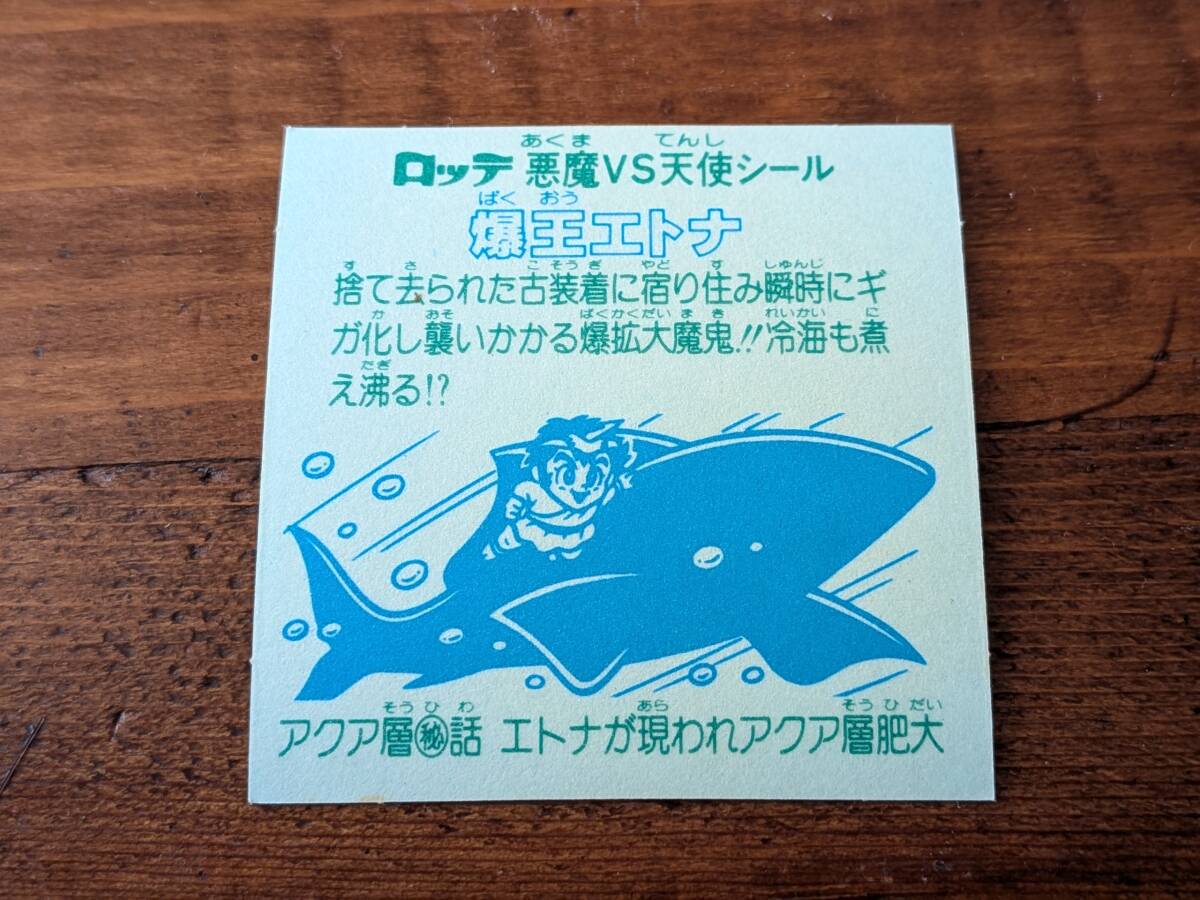 あくま てんし
ロッテ 悪魔VS天使シール
ばく おう
爆王エトナ
す さ こそうぎ やど す しゅんじ
捨て去られた古装着に宿り住み瞬時にギ
か おそ ばくかくだい ま き れいかい に
ガ化し襲いかかる爆拡大魔鬼!!冷海も煮
たぎ
え沸る!?
そう ひ わ あら そう ひ だい
アクア層㊙話 エトナが現われアクア層肥大